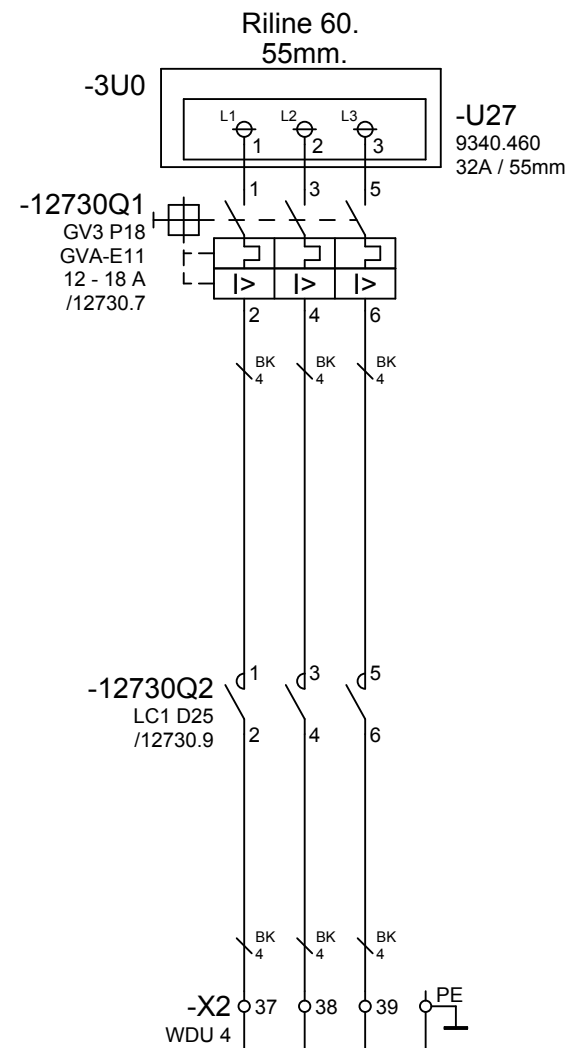 Riline 60.
55mm.
-3U0
L1 L2 L3
1 2 3
-U27
9340.460
32A / 55mm
1 3 5
-12730Q1
GV3 P18
GVA-E11
12 - 18 A
/12730.7
I> I> I>
2 4 6
BK BK BK
4 4 4
1 3 5
-12730Q2
LC1 D25
/12730.9
2 4 6
BK BK BK
4 4 4
-X2 37 38 39 PE
WDU 4